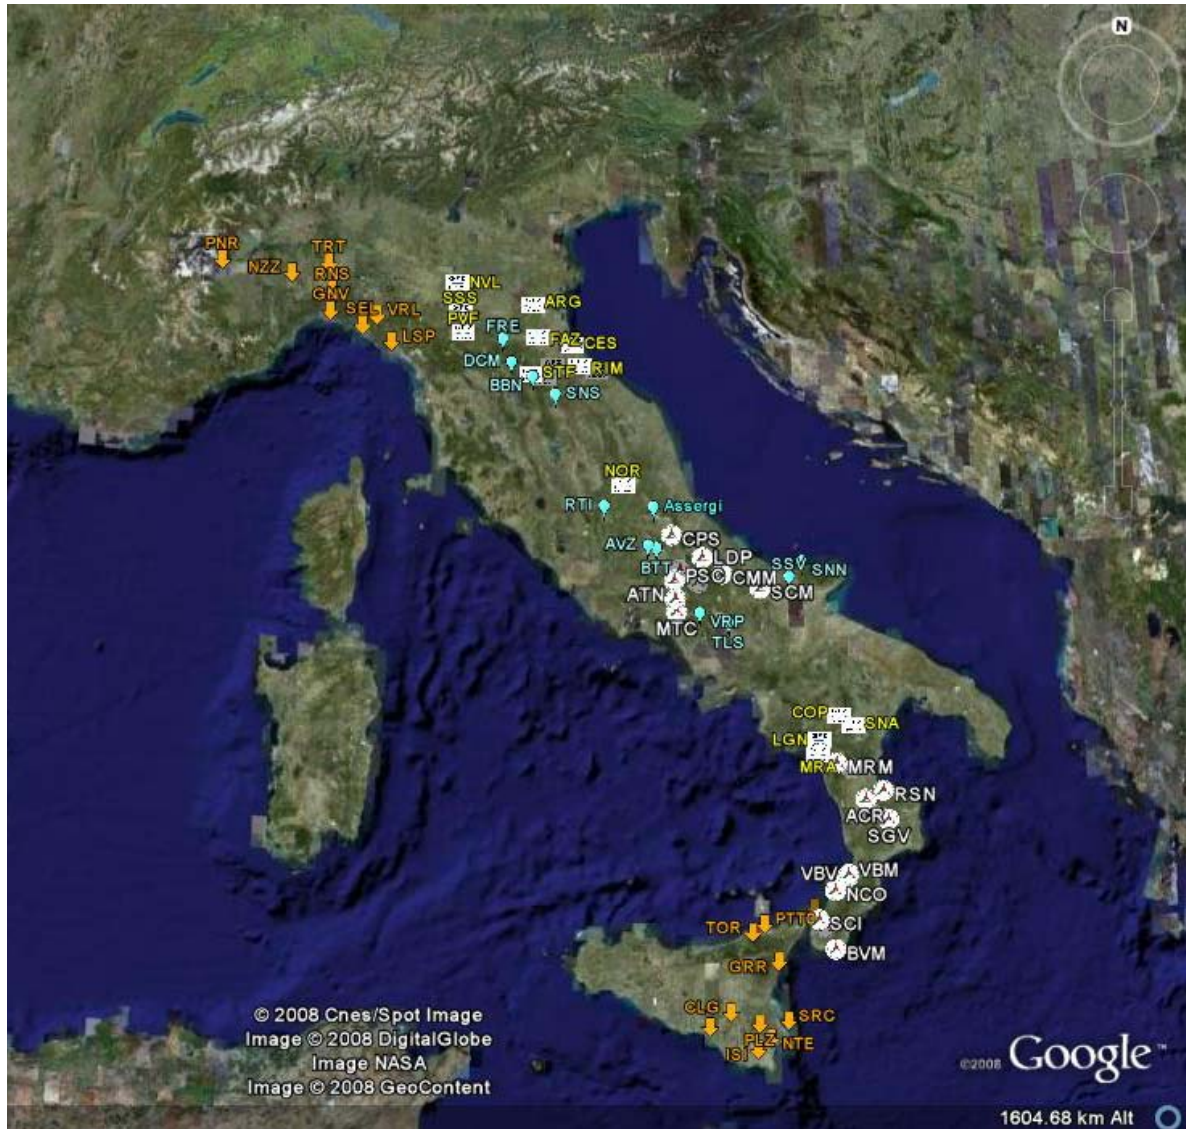 N
PNR
TRT
NZZ
RNS
GNV
SEL
VRL
LSP
NVL
SSS
PVF
ARG
FRE
FAZ
CES
DCM
BBN
STF
RIM
SNS
NOR
RTI
Assergi
CPS
AVZ
LDP
BTT
PSC
CMM
SSV
SNN
SCM
ATN
MTC
VRP
TLS
COP
SNA
LGN
MRA
MRM
RSN
ACR
SGV
VBV
VBM
NCO
TOR
SCI
GRR
BVM
CLG
SRC
PLZ
NTE
© 2008 Cnes/Spot Image
Image © 2008 DigitalGlobe
Image NASA
Image © 2008 GeoContent
©2008 Google™
1604.68 km Alt